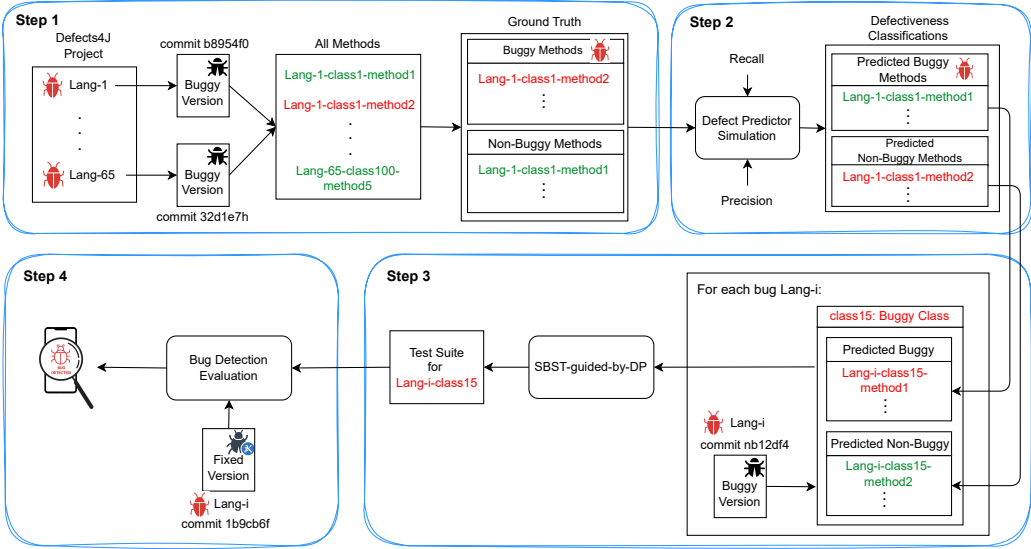 Step 1
Defects4J
Project
Lang-1
.
.
.
Lang-65
commit b8954f0
Buggy
Version
Buggy
Version
commit 32d1e7h
All Methods
Lang-1-class1-method1
Lang-1-class1-method2
.
.
.
Lang-65-class100-
method5
Ground Truth
Buggy Methods
Lang-1-class1-method2
⋮
Non-Buggy Methods
Lang-1-class1-method1
⋮
Step 2
Recall
Defect Predictor
Simulation
Precision
Defectiveness
Classifications
Predicted Buggy
Methods
Lang-1-class1-method1
⋮
Predicted
Non-Buggy Methods
Lang-1-class1-method2
⋮
Step 3
For each bug Lang-i:
class15: Buggy Class
Predicted Buggy
Lang-i-class15-
method1
⋮
Predicted Non-Buggy
Lang-i-class15-
method2
⋮
Lang-i
commit nb12df4
Buggy
Version
SBST-guided-by-DP
Test Suite
for
Lang-i-class15
Step 4
Bug Detection
Evaluation
BUG
DETECTION
Fixed
Version
Lang-i
commit 1b9cb6f